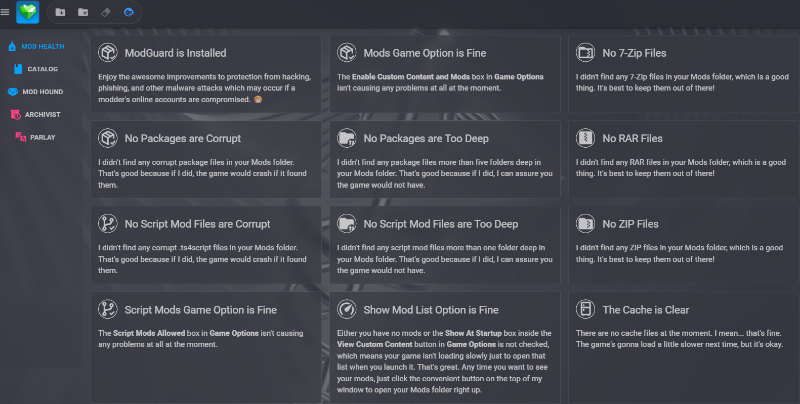 MOD HEALTH
CATALOG
MOD HOUND
ARCHIVIST
PARLAY
ModGuard is Installed
Enjoy the awesome improvements to protection from hacking,
phishing, and other malware attacks which may occur if a
modder's online accounts are compromised.
Mods Game Option is Fine
The Enable Custom Content and Mods box in Game Options
isn't causing any problems at all at the moment.
No 7-Zip Files
I didn't find any 7-Zip files in your Mods folder, which is a good
thing. It's best to keep them out of there!
No Packages are Corrupt
I didn't find any corrupt package files in your Mods folder.
That's good because if I did, the game would crash if it found
them.
No Packages are Too Deep
I didn't find any package files more than five folders deep in
your Mods folder. That's good because if I did, I can assure you
the game would not have.
No RAR Files
I didn't find any RAR files in your Mods folder, which is a good
thing. It's best to keep them out of there!
No Script Mod Files are Corrupt
I didn't find any corrupt .ts4script files in your Mods folder.
That's good because if I did, the game would crash if it found
them.
No Script Mod Files are Too Deep
I didn't find any script mod files more than one folder deep in
your Mods folder. That's good because if I did, I can assure you
the game would not have.
No ZIP Files
I didn't find any ZIP files in your Mods folder, which is a good
thing. It's best to keep them out of there!
Script Mods Game Option is Fine
The Script Mods Allowed box in Game Options isn't causing
any problems at all at the moment.
Show Mod List Option is Fine
Either you have no mods or the Show At Startup box inside the
View Custom Content button in Game Options is not checked,
which means your game isn't loading slowly just to open that
list when you launch it. That's great. Any time you want to see
your mods, just click the convenient button on the top of my
window to open your Mods folder right up.
The Cache is Clear
There are no cache files at the moment. I mean... that's fine.
The game's gonna load a little slower next time, but it's okay.